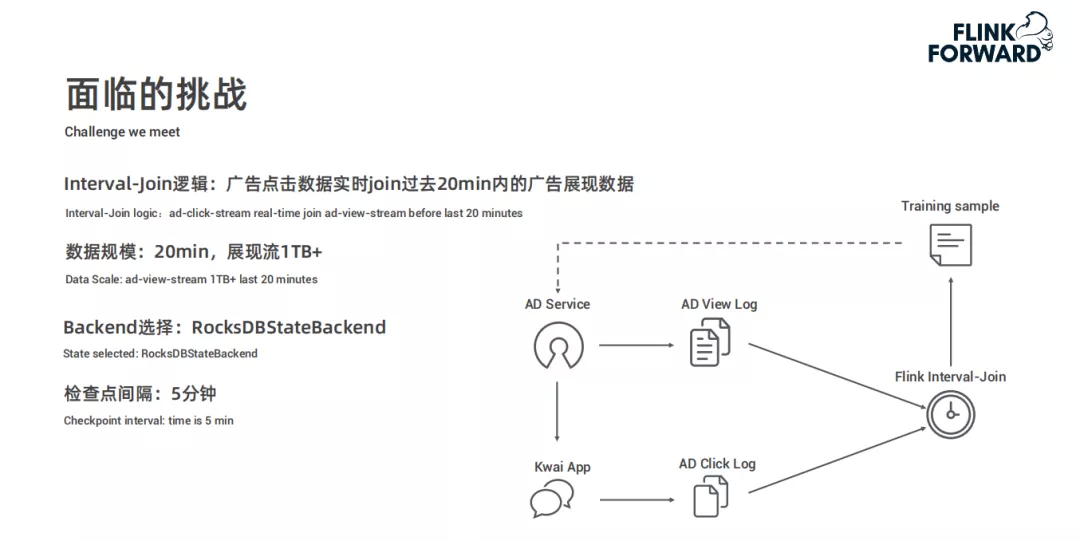 FLINK
FORWARD
面临的挑战
Challenge we meet
Interval-Join逻辑：广告点击数据实时join过去20min内的广告展现数据
Interval-Join logic：ad-click-stream real-time join ad-view-stream before last 20 minutes
数据规模：20min，展现流1TB+
Data Scale: ad-view-stream 1TB+ last 20 minutes
Backend选择：RocksDBStateBackend
State selected: RocksDBStateBackend
检查点间隔：5分钟
Checkpoint interval: time is 5 min
Training sample
AD Service
AD View Log
Flink Interval-Join
Kwai App
AD Click Log